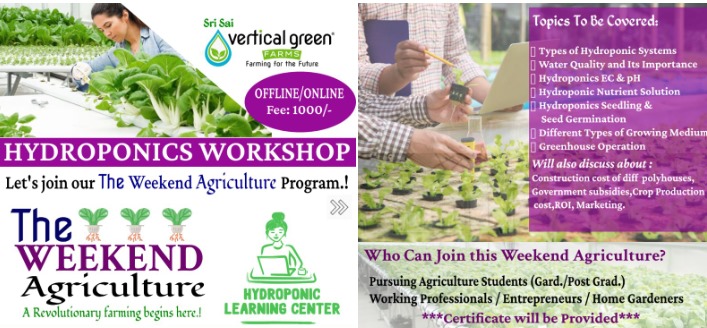 Sri Sai
vertical green
FARMS
Farming for the Future
OFFLINE/ONLINE
Fee: 1000/-
HYDROPONICS WORKSHOP
Let's join our The Weekend Agriculture Program.!
The
WEEKEND
Agriculture
A Revolutionary farming begins here.!
HYDROPONIC
LEARNING CENTER
Topics To Be Covered:
Types of Hydroponic Systems
Water Quality and Its Importance
Hydroponics EC & pH
Hydroponic Nutrient Solution
Hydroponics Seedling &
Seed Germination
Different Types of Growing Medium
Greenhouse Operation
Will also discuss about :
Construction cost of diff polyhouses,
Government subsidies,Crop Production
cost,ROI, Marketing.
Who Can Join this Weekend Agriculture?
Pursuing Agriculture Students (Gard./Post Grad.)
Working Professionals / Entrepreneurs / Home Gardeners
***Certificate will be Provided***